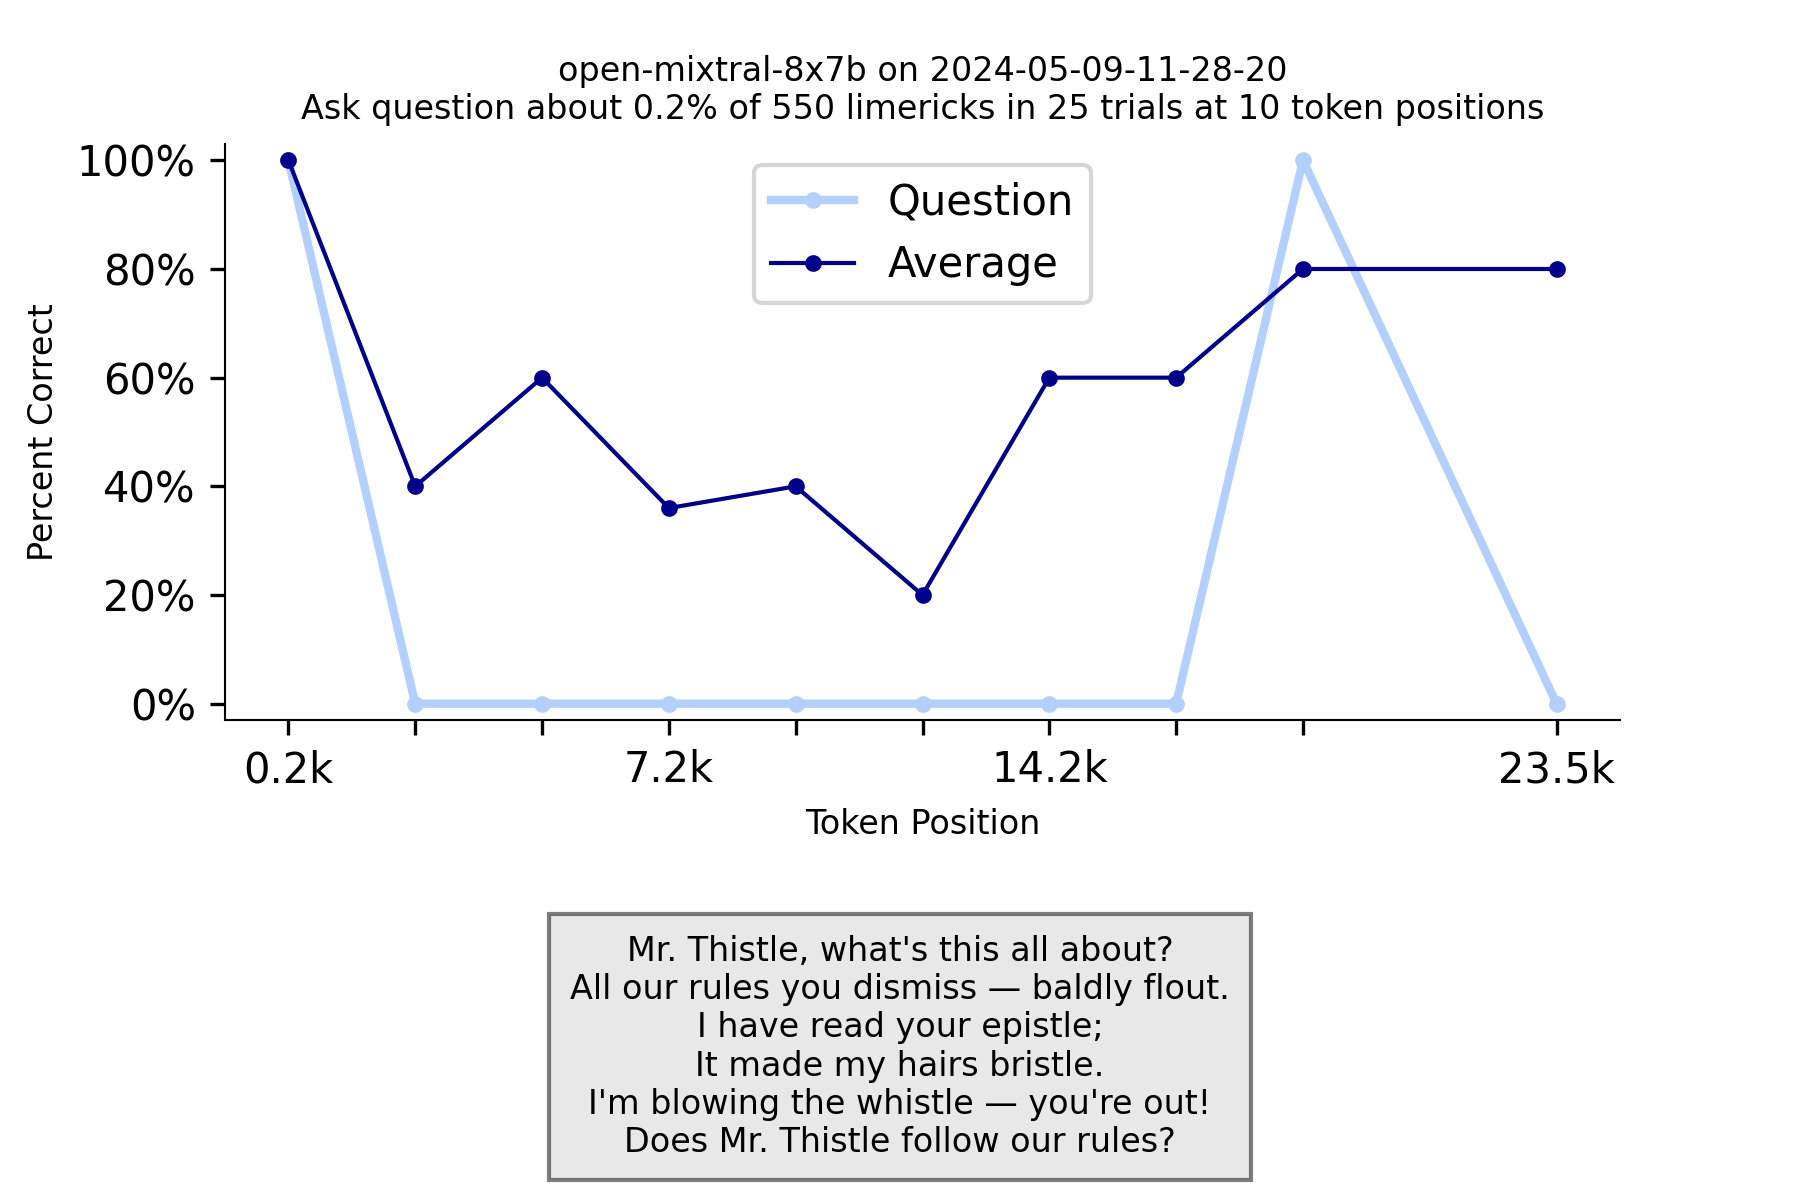 open-mixtral-8x7b on 2024-05-09-11-28-20
Ask question about 0.2% of 550 limericks in 25 trials at 10 token positions
100%
80%
60%
40%
20%
0%
Percent Correct
Question
Average
0.2k
7.2k
14.2k
23.5k
Token Position
Mr. Thistle, what's this all about?
All our rules you dismiss — baldly flout.
I have read your epistle;
It made my hairs bristle.
I'm blowing the whistle — you're out!
Does Mr. Thistle follow our rules?